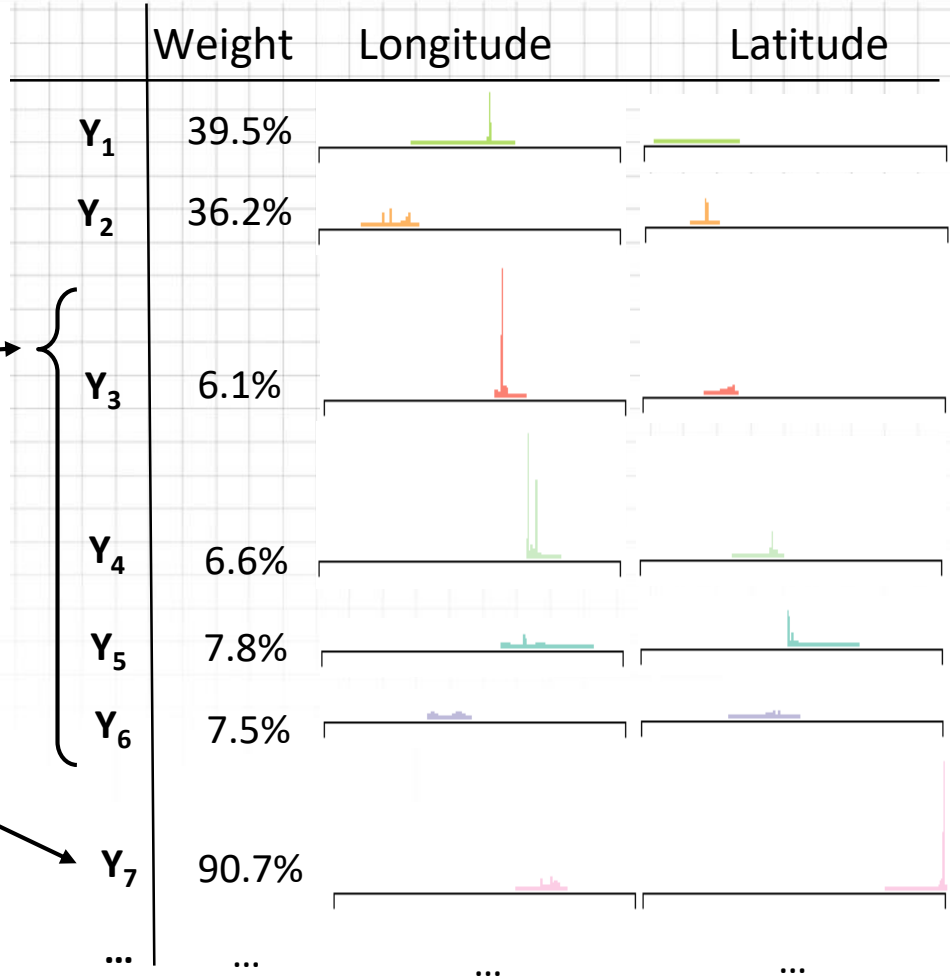 Weight Longitude Latitude
Y1 39.5%
Y2 36.2%
Y3 6.1%
Y4 6.6%
Y5 7.8%
Y6 7.5%
Y7 90.7%
... ... ... ...